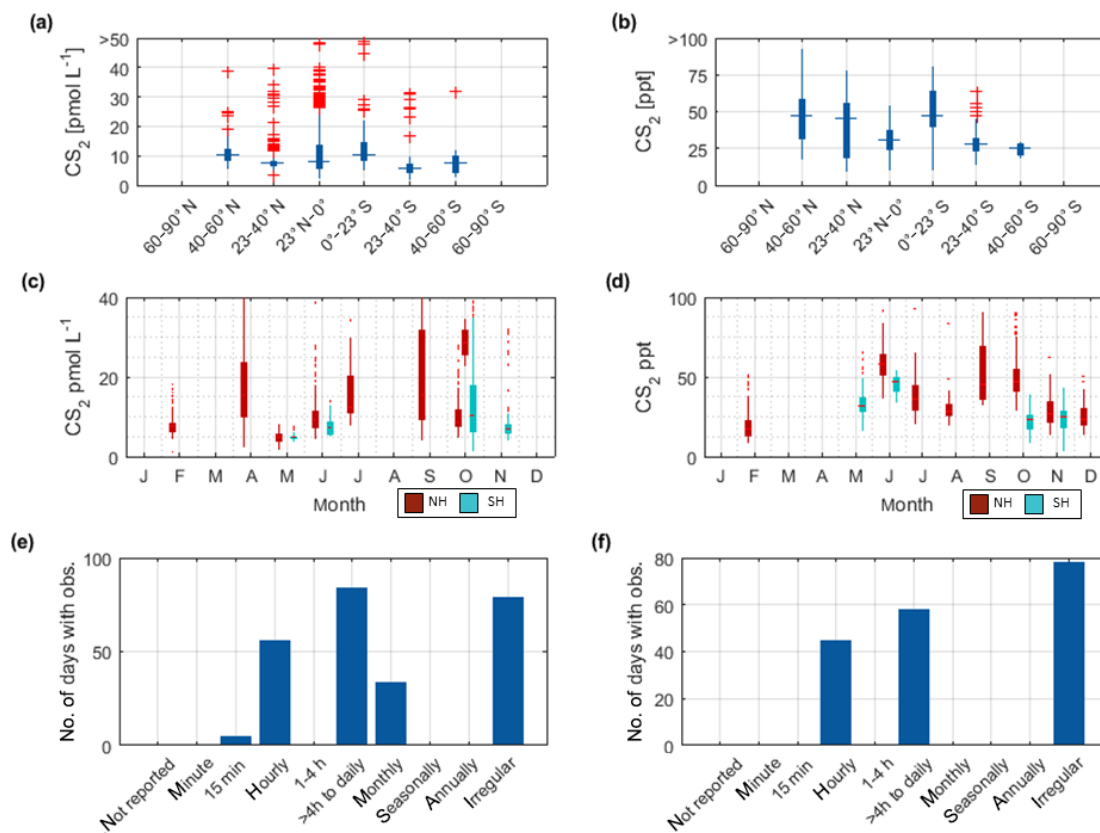 (a)
CS2 [pmol L−1]
>50
40
30
20
10
0
60–90° N
40–60° N
23–40° N
23° N–0°
0°–23° S
23–40° S
40–60° S
60–90° S
(b)
CS2 [ppt]
>100
75
50
25
0
60–90° N
40–60° N
23–40° N
23° N–0°
0°–23° S
23–40° S
40–60° S
60–90° S
(c)
CS2 pmol L−1
40
20
0
J F M A M J J A S O N D
Month
NH SH
(d)
CS2 ppt
100
50
0
J F M A M J J A S O N D
Month
NH SH
(e)
No. of days with obs.
100
50
0
Not reported
Minute
15 min
Hourly
1-4 h
>4h to daily
Monthly
Seasonally
Annually
Irregular
(f)
No. of days with obs.
80
60
40
20
0
Not reported
Minute
15 min
Hourly
1-4 h
>4h to daily
Monthly
Seasonally
Annually
Irregular